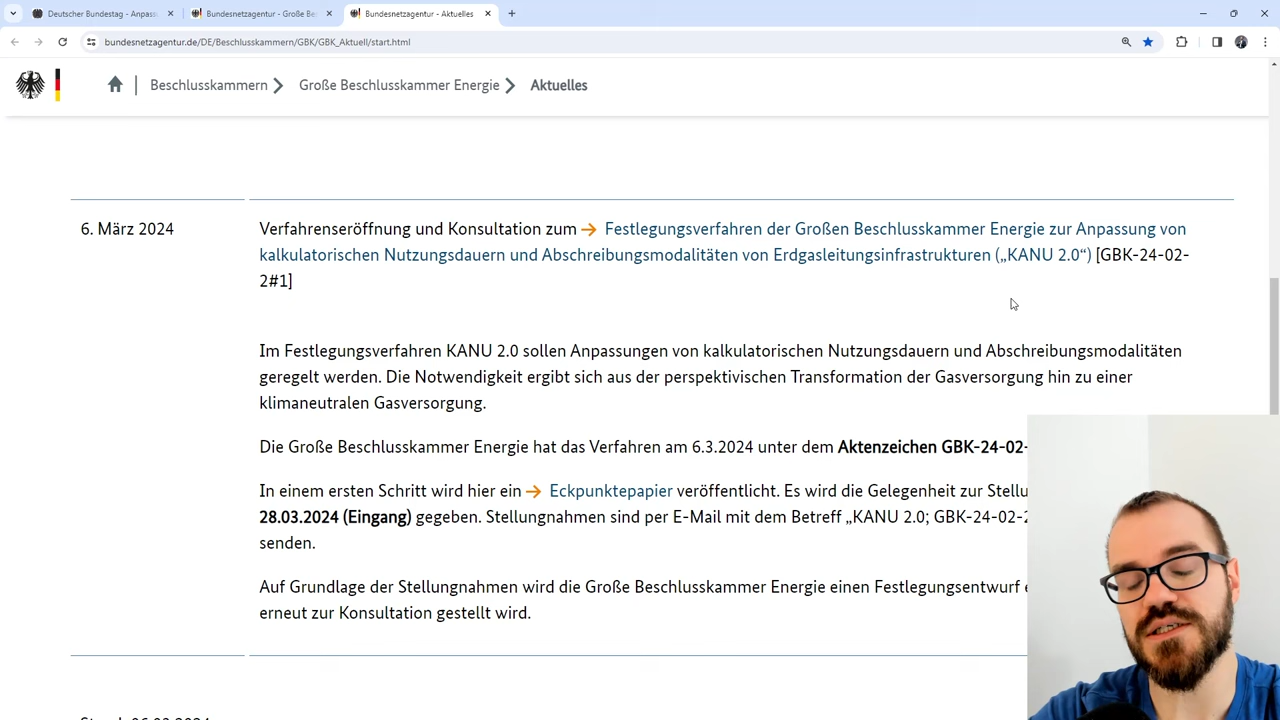 Deutscher Bundestag - Anpass
Bundesnetzagentur - Große Be
Bundesnetzagentur - Aktuelles
bundesnetzagentur.de/DE/Beschlusskammern/GBK/GBK_Aktuell/start.html
Beschlusskammern
Große Beschlusskammer Energie
Aktuelles
6. März 2024
Verfahrenseröffnung und Konsultation zum → Festlegungsverfahren der Großen Beschlusskammer Energie zur Anpassung von
kalkulatorischen Nutzungsdauern und Abschreibungsmodalitäten von Erdgasleitungsinfrastrukturen („KANU 2.0“) [GBK-24-02-
2#1]
Im Festlegungsverfahren KANU 2.0 sollen Anpassungen von kalkulatorischen Nutzungsdauern und Abschreibungsmodalitäten
geregelt werden. Die Notwendigkeit ergibt sich aus der perspektivischen Transformation der Gasversorgung hin zu einer
klimaneutralen Gasversorgung.
Die Große Beschlusskammer Energie hat das Verfahren am 6.3.2024 unter dem Aktenzeichen GBK-24-02-
In einem ersten Schritt wird hier ein → Eckpunktepapier veröffentlicht. Es wird die Gelegenheit zur Stellu
28.03.2024 (Eingang) gegeben. Stellungnahmen sind per E-Mail mit dem Betreff „KANU 2.0; GBK-24-02-2
senden.
Auf Grundlage der Stellungnahmen wird die Große Beschlusskammer Energie einen Festlegungsentwurf e
erneut zur Konsultation gestellt wird.